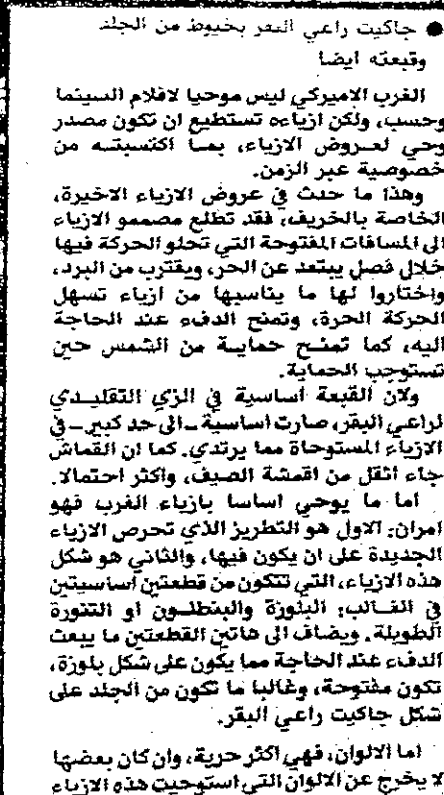 ● جاكيت راعي البقر بخيوط من الجلد
وقبعته ايضا
الغرب الاميركي ليس موحيا لافلام السينما
وحسب، ولكن ازياءه تستطيع ان تكون مصدر
وحي لعروض الازياء، بما اكتسبته من
خصوصية عبر الزمن.
وهذا ما حدث في عروض الازياء الاخيرة،
الخاصة بالخريف، فقد تطلع مصممو الازياء
الى المسافات المفتوحة التي تحلو الحركة فيها
خلال فصل يبتعد عن الحر، ويقترب من البرد،
واختاروا لها ما يناسبها من ازياء تسهل
الحركة الحرة، وتمنح الدفء عند الحاجة
اليه، كما تمنح حماية من الشمس حين
تستوجب الحماية.
ولان القبعة اساسية في الزي التقليدي
لراعي البقر، صارت اساسية ـ الى حد كبير ـ في
الازياء المستوحاة مما يرتدي. كما ان القماش
جاء اثقل من اقمشة الصيف، واكثر احتمالا.
اما ما يوحي اساسا بازياء الغرب فهو
امران: الاول هو التطريز الذي تحرص الازياء
الجديدة على ان يكون فيها، والثاني هو شكل
هذه الازياء، التي تتكون من قطعتين اساسيتين
في الغالب: البلوزة والبنطلون او التنورة
الطويلة. ويضاف الى هاتين القطعتين ما يبعث
الدفء عند الحاجة مما يكون على شكل بلوزة،
تكون مفتوحة، وغالبا ما تكون من الجلد على
شكل جاكيت راعي البقر.
اما الالوان، فهي اكثر حرية، وان كان بعضها
لا يخرج عن الالوان التي استوحيت هذه الازياء